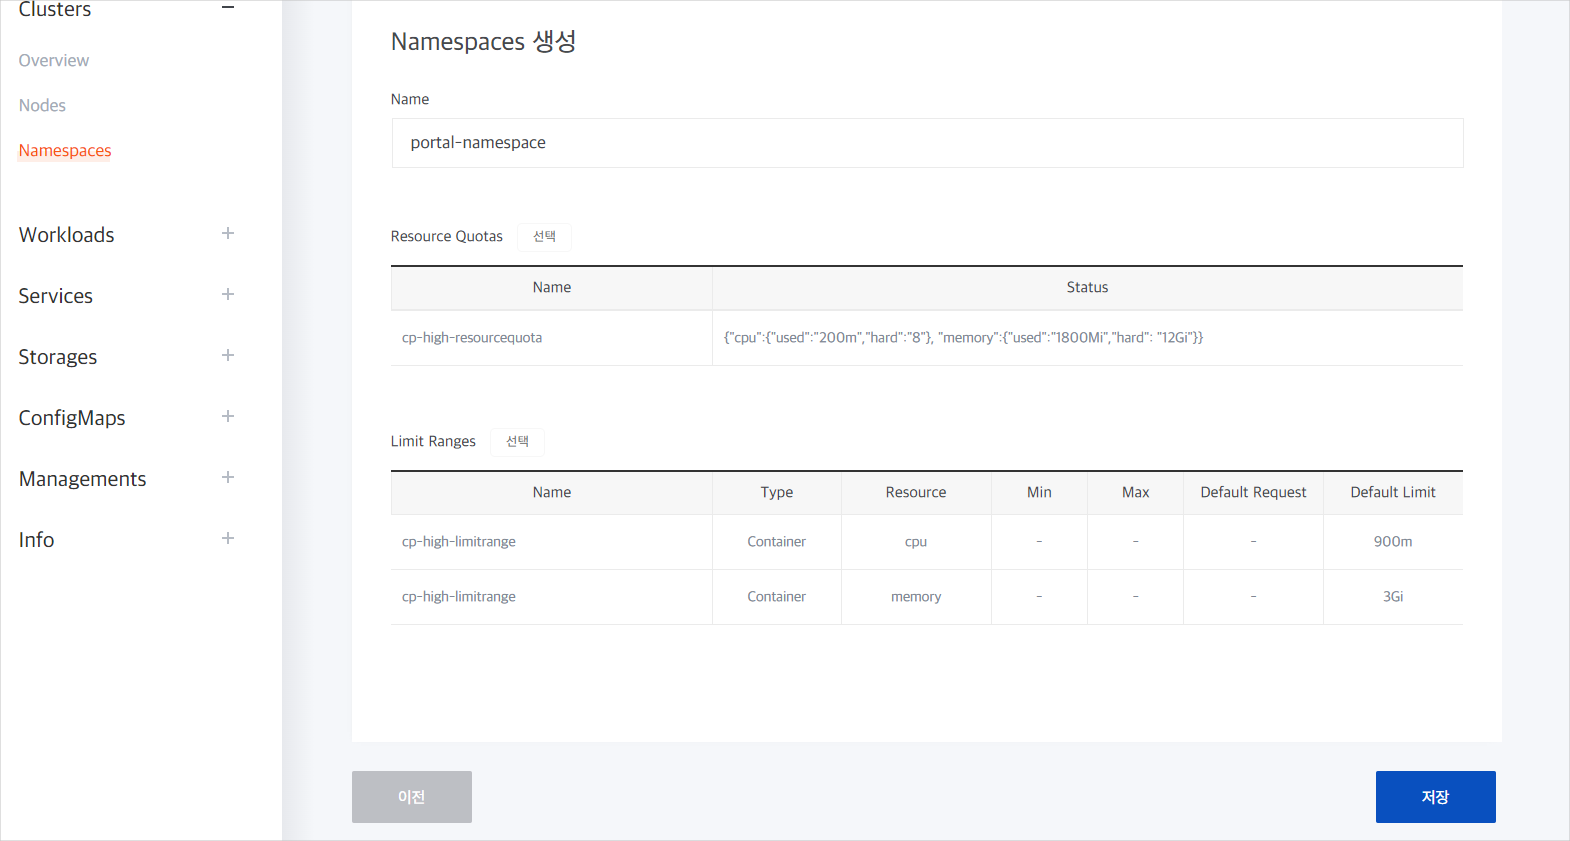 Clusters
Overview
Nodes
Namespaces
Workloads
Services
Storages
ConfigMaps
Managements
Info
Namespaces 생성
Name
portal-namespace
Resource Quotas 선택
Name Status
cp-high-resourcequota {"cpu":{"used":"200m","hard":"8"}, "memory":{"used":"1800Mi","hard": "12Gi"}}
Limit Ranges 선택
Name Type Resource Min Max Default Request Default Limit
cp-high-limitrange Container cpu - - - 900m
cp-high-limitrange Container memory - - - 3Gi
이전 저장